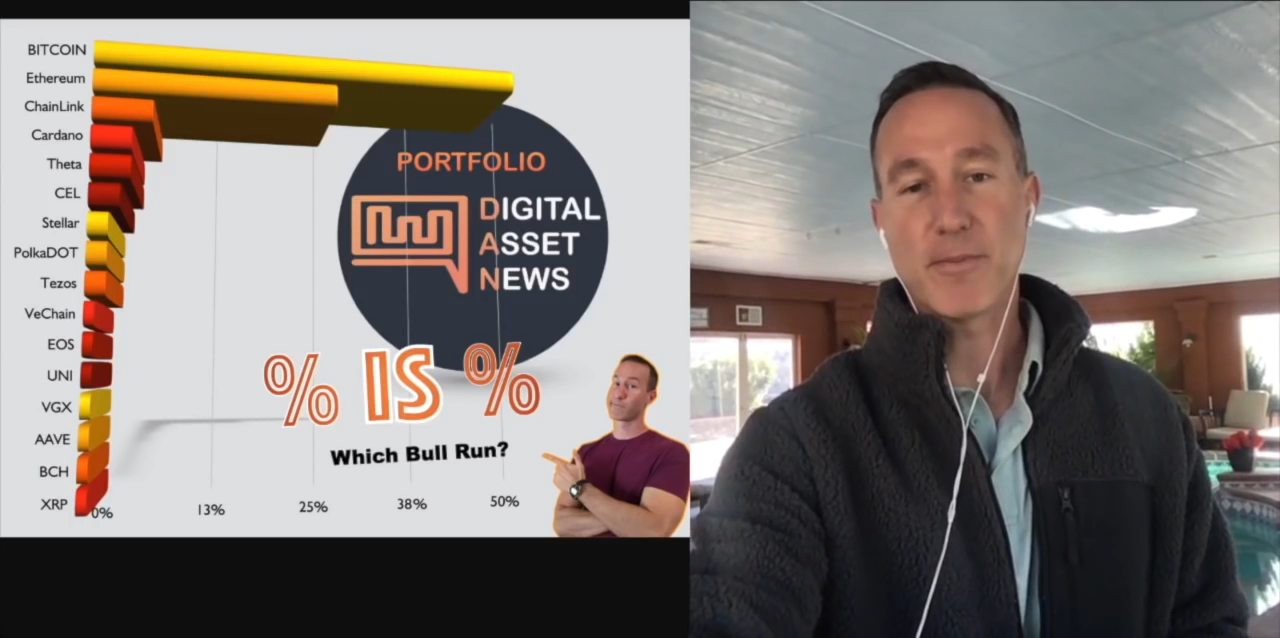 BITCOIN
Ethereum
ChainLink
Cardano
Theta
CEL
Stellar
PolkaDOT
Tezos
VeChain
EOS
UNI
VGX
AAVE
BCH
XRP
0%
13%
25%
38%
50%
PORTFOLIO
DIGITAL
ASSET
NEWS
% IS %
Which Bull Run?